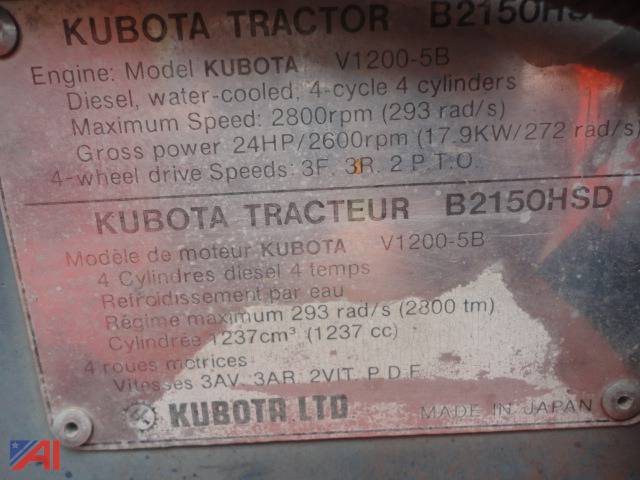 KUBOTA TRACTOR B2150HSD
Engine: Model KUBOTA V1200-5B
Diesel, water-cooled, 4-cycle 4 cylinders
Maximum Speed: 2800rpm (293 rad/s)
Gross power 24HP/2600rpm (17.9KW/272 rad/s)
4-wheel drive Speeds: 3F. 3R. 2 P.T.O.
KUBOTA TRACTEUR B2150HSD
Modèle de moteur KUBOTA V1200-5B
4 Cylindres diesel 4 temps
Refroidissement par eau
Régime maximum 293 rad/s (2800 tm)
Cylindrée 1237cm³ (1237 cc)
4 roues motrices
Vitesses 3AV. 3AR. 2VIT. P.D.F.
KUBOTA LTD
MADE IN JAPAN
AI